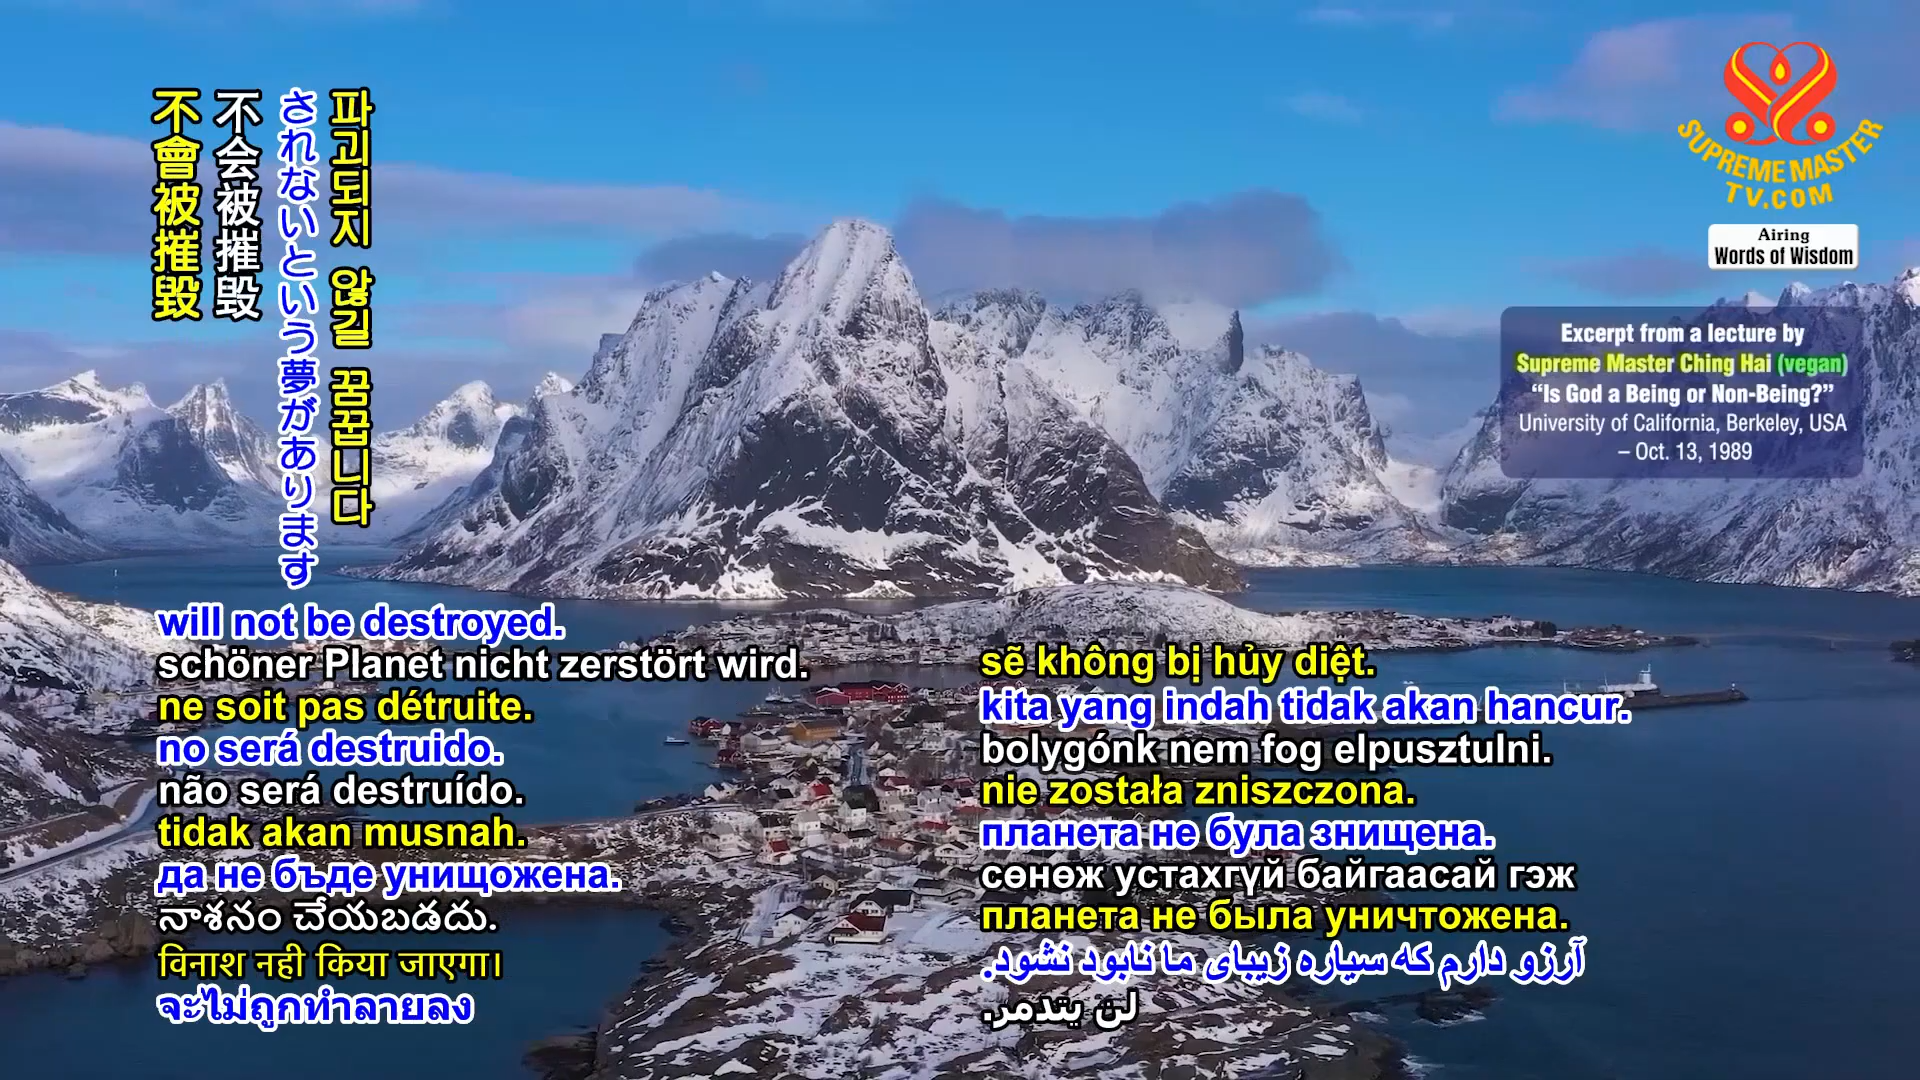 不會被摧毀
不会被摧毁
されないという夢があります
파괴되지 않길 꿈꿉니다
SUPREME MASTER
TV.COM
Airing
Words of Wisdom
Excerpt from a lecture by
Supreme Master Ching Hai (vegan)
“Is God a Being or Non-Being?”
University of California, Berkeley, USA
– Oct. 13, 1989
will not be destroyed.
schöner Planet nicht zerstört wird.
ne soit pas détruite.
no será destruido.
não será destruído.
tidak akan musnah.
да не бъде унищожена.
నాశనం చేయబడదు.
विनाश नही किया जाएगा।
จะไม่ถูกทำลายลง
sẽ không bị hủy diệt.
kita yang indah tidak akan hancur.
bolygónk nem fog elpusztulni.
nie została zniszczona.
планета не була знищена.
сөнөж устахгүй байгаасай гэж
планета не была уничтожена.
آرزو دارم که سیاره زیبای ما نابود نشود.
لن يتدمر.